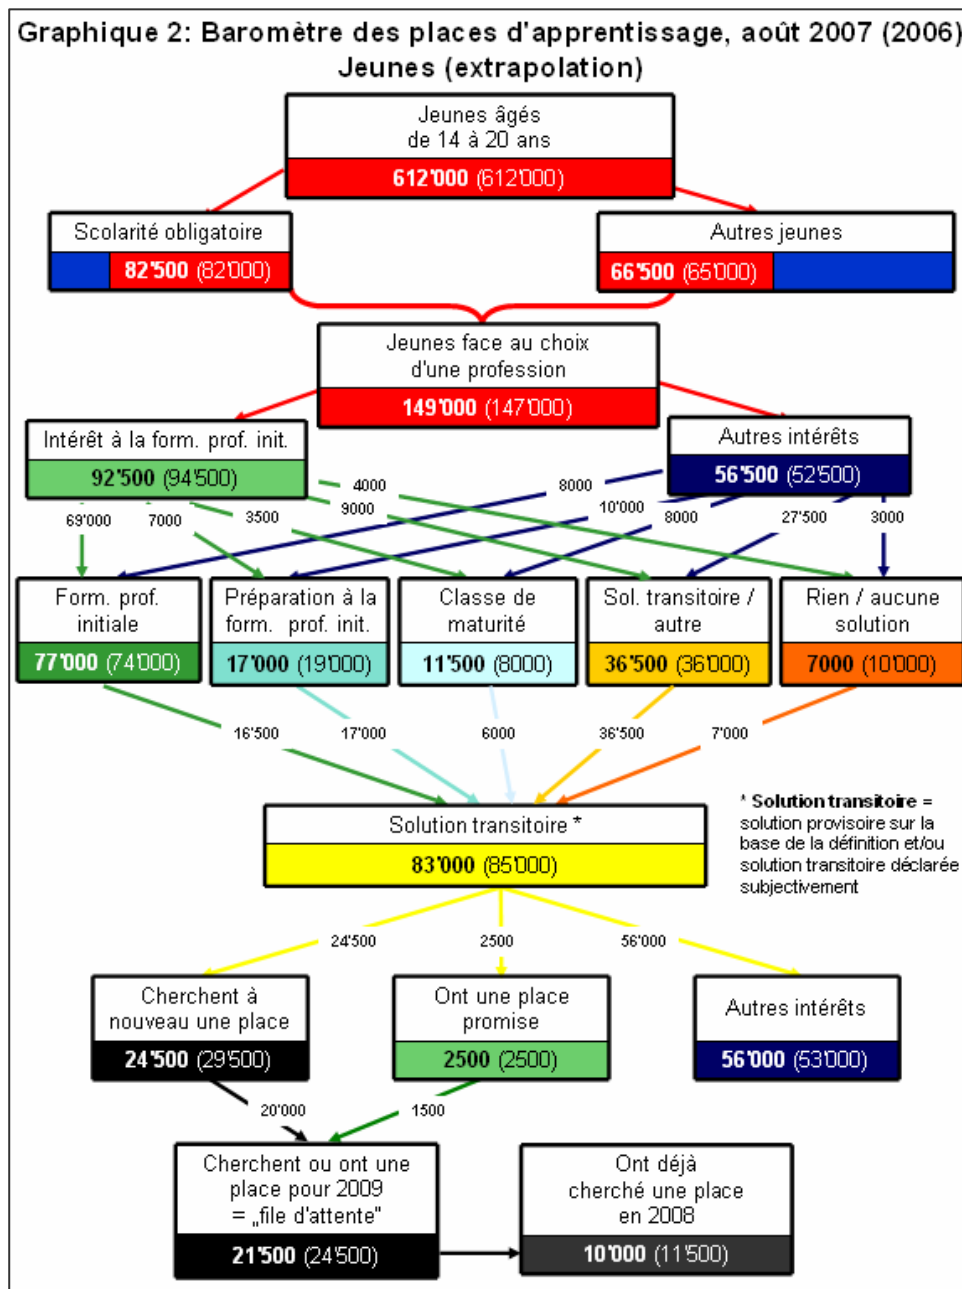 Graphique 2: Baromètre des places d'apprentissage, août 2007 (2006)
Jeunes (extrapolation)
Jeunes âgés
de 14 à 20 ans
612'000 (612'000)
Scolarité obligatoire
82'500 (82'000)
Autres jeunes
66'500 (65'000)
Jeunes face au choix
d'une profession
149'000 (147'000)
Intérêt à la form. prof. init.
92'500 (94'500)
Autres intérêts
56'500 (52'500)
69'000
7000
3500
9000
4000
8000
10'000
8000
27'500
3000
Form. prof.
initiale
77'000 (74'000)
Préparation à la
form. prof. init.
17'000 (19'000)
Classe de
maturité
11'500 (8000)
Sol. transitoire /
autre
36'500 (36'000)
Rien / aucune
solution
7000 (10'000)
16'500
17'000
6000
36'500
7'000
Solution transitoire *
83'000 (85'000)
* Solution transitoire =
solution provisoire sur la
base de la définition et/ou
solution transitoire déclarée
subjectivement
24'500
2500
56'000
Cherchent à
nouveau une place
24'500 (29'500)
Ont une place
promise
2500 (2500)
Autres intérêts
56'000 (53'000)
20'000
1500
Cherchent ou ont une
place pour 2009
= „file d'attente"
21'500 (24'500)
Ont déjà
cherché une place
en 2008
10'000 (11'500)